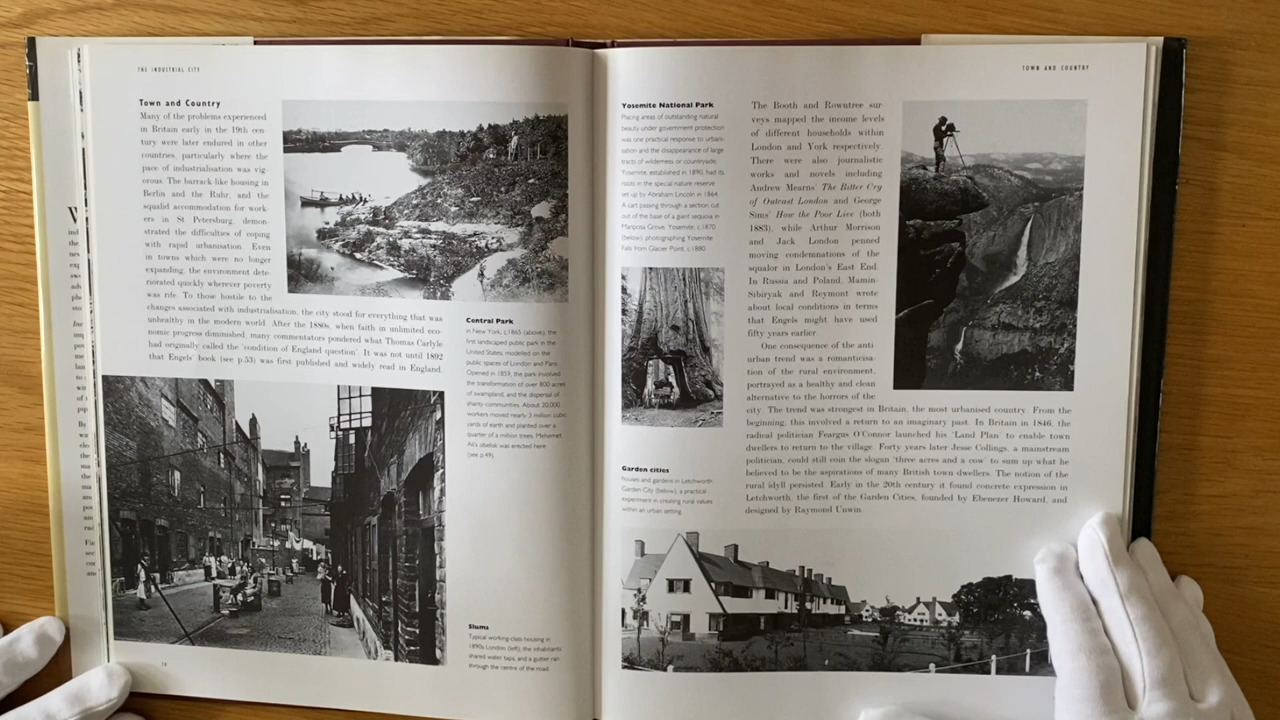 THE INDUSTRIAL CITY
Town and Country
Many of the problems experienced
in Britain early in the 19th cen-
tury were later endured in other
countries, particularly where the
pace of industrialisation was vig-
orous. The barrack like housing in
Berlin and the Ruhr, and the
squalid accommodation for work-
ers in St Petersburg, demon-
strated the difficulties of coping
with rapid urbanisation. Even
in towns which were no longer
expanding, the environment dete-
riorated quickly wherever poverty
was rife. To those hostile to the
changes associated with industrialisation, the city stood for everything that was
unhealthy in the modern world. After the 1880s, when faith in unlimited eco-
nomic progress diminished, many commentators pondered what Thomas Carlyle
had originally called the 'condition of England question'. It was not until 1892
that Engels' book (see p.53) was first published and widely read in England.
Central Park
in New York, c.1865 (above), the
first landscaped public park in the
United States, modelled on the
public spaces of London and Paris.
Opened in 1859, the park involved
the transformation of over 800 acres
of swampland, and the dispersal of
shanty-communities. About 20,000
workers moved nearly 3 million cubic
yards of earth and planted over a
quarter of a million trees. Mehemet
Ali's obelisk was erected here
(see p.49).
Slums
Typical working-class housing in
1890s London (left); the inhabitants
shared water taps, and a gutter ran
through the centre of the road.
TOWN AND COUNTRY
Yosemite National Park
Placing areas of outstanding natural
beauty under government protection
was one practical response to urban-
isation and the disappearance of large
tracts of wilderness or countryside.
Yosemite, established in 1890, had its
roots in the special nature reserve
set up by Abraham Lincoln in 1864.
A cart passing through a section cut
out of the base of a giant sequoia in
Mariposa Grove, Yosemite, c.1870
(below); photographing Yosemite
Falls from Glacier Point, c.1880.
Garden cities
houses and gardens in Letchworth
Garden City (below), a practical
experiment in creating rural values
within an urban setting.
The Booth and Rowntree sur-
veys mapped the income levels
of different households within
London and York respectively.
There were also journalistic
works and novels including
Andrew Mearns' The Bitter Cry
of Outcast London and George
Sims' How the Poor Live (both
1883), while Arthur Morrison
and Jack London penned
moving condemnations of the
squalor in London's East End.
In Russia and Poland, Mamin-
Sibiryak and Reymont wrote
about local conditions in terms
that Engels might have used
fifty years earlier.
One consequence of the anti
urban trend was a romanticisa-
tion of the rural environment,
portrayed as a healthy and clean
alternative to the horrors of the
city. The trend was strongest in Britain, the most urbanised country. From the
beginning, this involved a return to an imaginary past. In Britain in 1846, the
radical politician Feargus O'Connor launched his 'Land Plan' to enable town
dwellers to return to the village. Forty years later Jesse Collings, a mainstream
politician, could still coin the slogan 'three acres and a cow' to sum up what he
believed to be the aspirations of many British town dwellers. The notion of the
rural idyll persisted. Early in the 20th century it found concrete expression in
Letchworth, the first of the Garden Cities, founded by Ebenezer Howard, and
designed by Raymond Unwin.